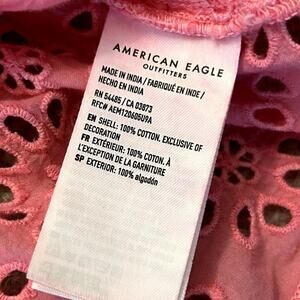 AMERICAN EAGLE
OUTFITTERS
MADE IN INDIA / FABRIQUÉ EN INDE /
HECHO EN INDIA
RN 54485 / CA 03873
RFC# AEM1206065U9A
EN SHELL: 100% COTTON, EXCLUSIVE OF
DECORATION
FR EXTÉRIEUR: 100% COTON, À
L'EXCEPTION DE LA GARNITURE
SP EXTERIOR: 100% algodón